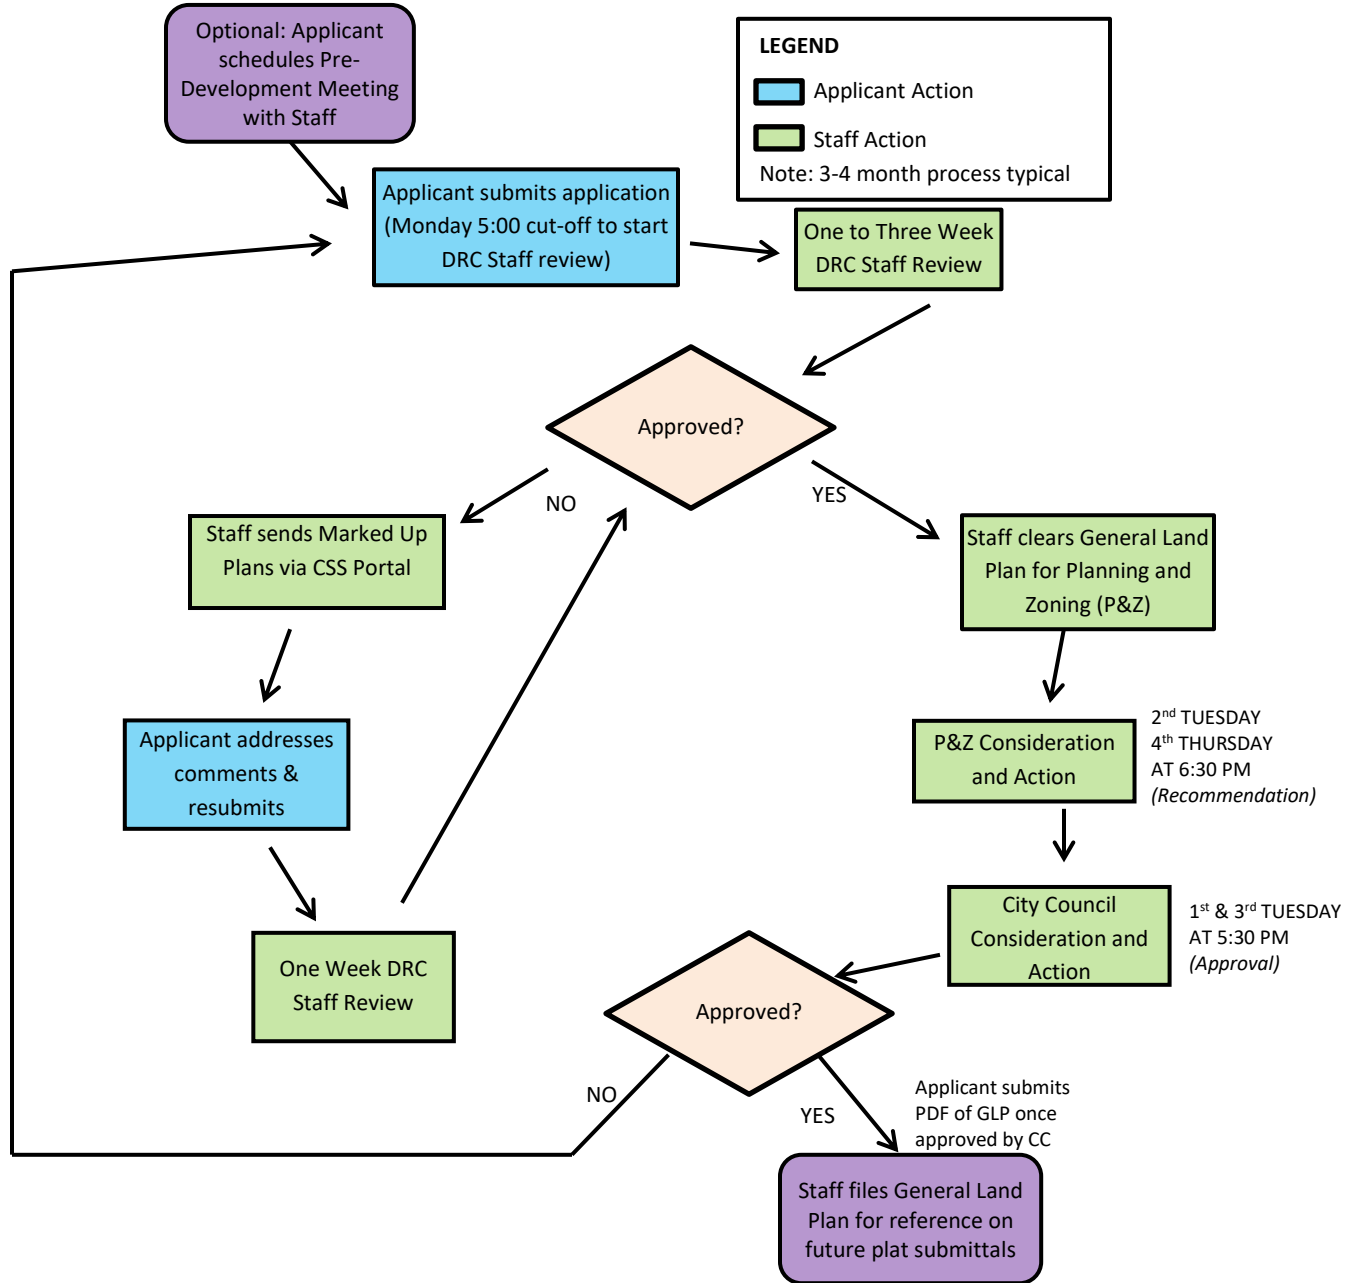 Optional: Applicant
schedules Pre-
Development Meeting
with Staff
LEGEND
Applicant Action
Staff Action
Note: 3-4 month process typical
Applicant submits application
(Monday 5:00 cut-off to start
DRC Staff review)
One to Three Week
DRC Staff Review
Approved?
NO
YES
Staff sends Marked Up
Plans via CSS Portal
Staff clears General Land
Plan for Planning and
Zoning (P&Z)
Applicant addresses
comments &
resubmits
P&Z Consideration
and Action
2nd TUESDAY
4th THURSDAY
AT 6:30 PM
(Recommendation)
One Week DRC
Staff Review
City Council
Consideration and
Action
1st & 3rd TUESDAY
AT 5:30 PM
(Approval)
Approved?
NO
YES
Applicant submits
PDF of GLP once
approved by CC
Staff files General Land
Plan for reference on
future plat submittals